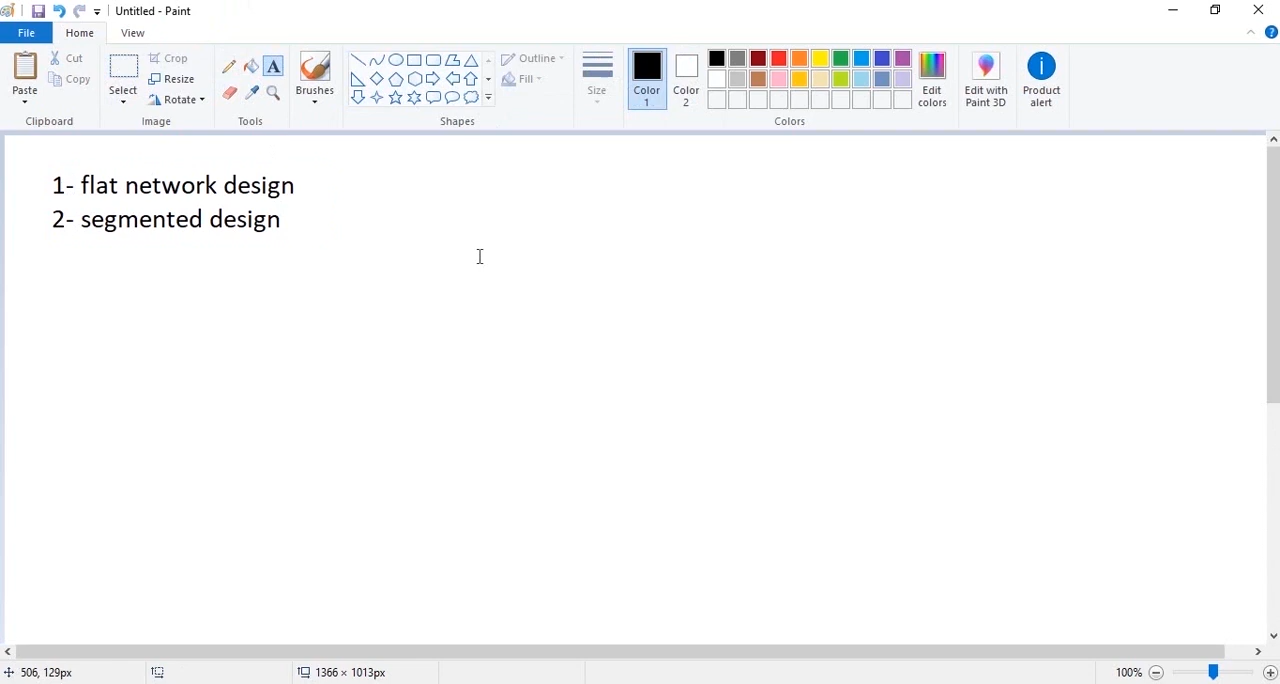 Untitled - Paint
File
Home
View
Paste
Cut
Copy
Clipboard
Select
Crop
Resize
Rotate
Image
A
Tools
Brushes
Shapes
Outline
Fill
Size
Color 1
Color 2
Edit colors
Colors
Edit with Paint 3D
Product alert
1- flat network design
2- segmented design
506, 129px
1366 × 1013px
100%